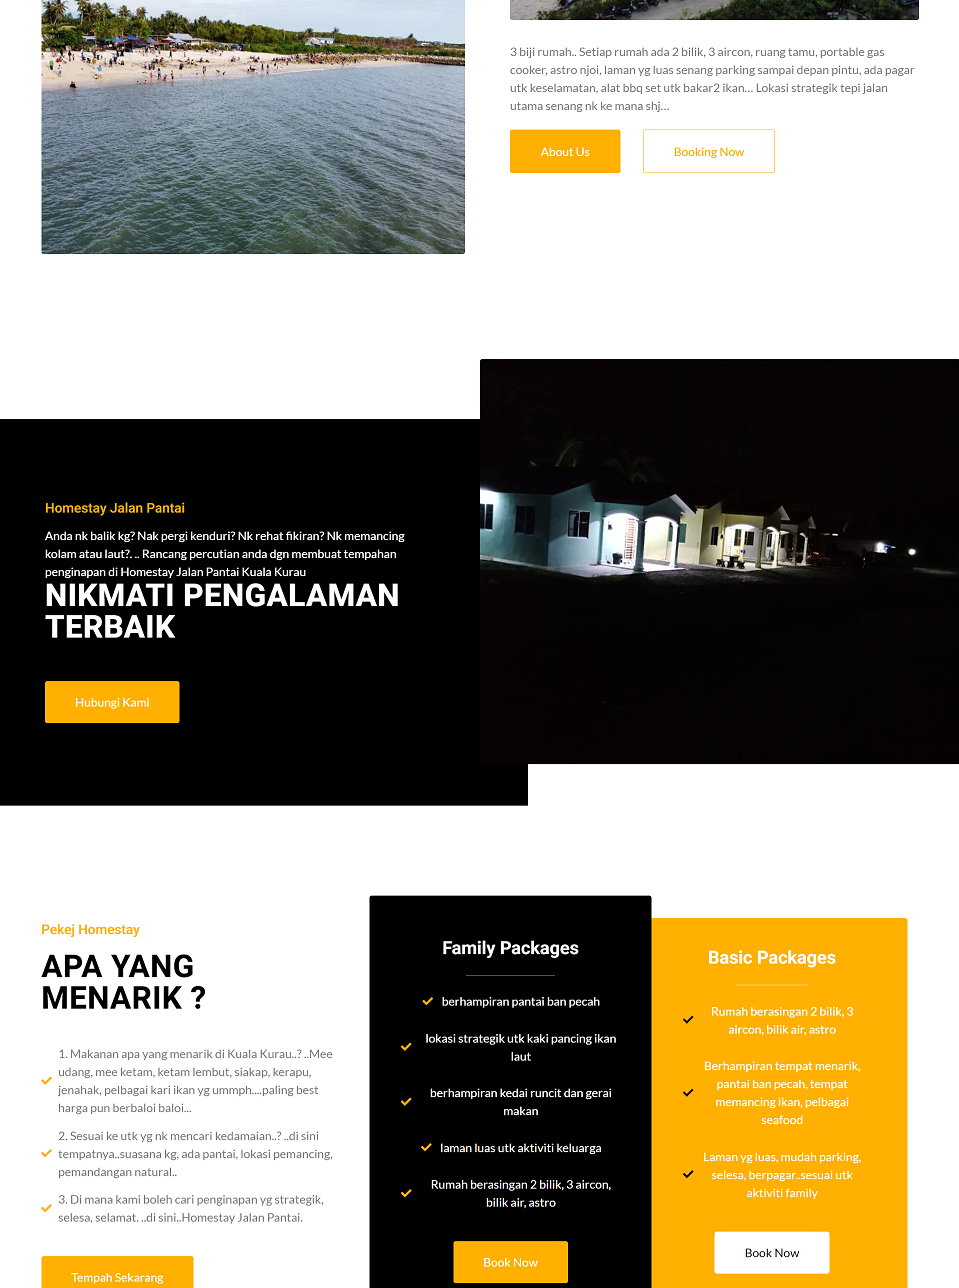 3 biji rumah.. Setiap rumah ada 2 bilik, 3 aircon, ruang tamu, portable gas
cooker, astro njoi, laman yg luas senang parking sampai depan pintu, ada pagar
utk keselamatan, alat bbq set utk bakar2 ikan... Lokasi strategik tepi jalan
utama senang nk ke mana shj...
About Us
Booking Now
Homestay Jalan Pantai
Anda nk balik kg? Nak pergi kenduri? Nk rehat fikiran? Nk memancing
kolam atau laut?. .. Rancang percutian anda dgn membuat tempahan
penginapan di Homestay Jalan Pantai Kuala Kurau
NIKMATI PENGALAMAN
TERBAIK
Hubungi Kami
Pekej Homestay
APA YANG
MENARIK ?
1. Makanan apa yang menarik di Kuala Kurau..? ..Mee
udang, mee ketam, ketam lembut, siakap, kerapu,
jenahak, pelbagai kari ikan yg ummph....paling best
harga pun berbaloi baloi...
2. Sesuai ke utk yg nk mencari kedamaian..? ..di sini
tempatnya..suasana kg, ada pantai, lokasi pemancing,
pemandangan natural..
3. Di mana kami boleh cari penginapan yg strategik,
selesa, selamat. ..di sini..Homestay Jalan Pantai.
Tempah Sekarang
Family Packages
berhampiran pantai ban pecah
lokasi strategik utk kaki pancing ikan
laut
berhampiran kedai runcit dan gerai
makan
laman luas utk aktiviti keluarga
Rumah berasingan 2 bilik, 3 aircon,
bilik air, astro
Book Now
Basic Packages
Rumah berasingan 2 bilik, 3
aircon, bilik air, astro
Berhampiran tempat menarik,
pantai ban pecah, tempat
memancing ikan, pelbagai
seafood
Laman yg luas, mudah parking,
selesa, berpagar..sesuai utk
aktiviti family
Book Now